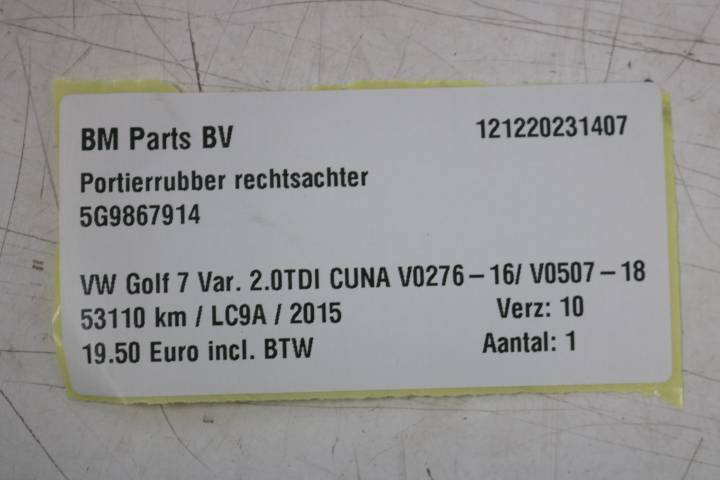 BM Parts BV 121220231407
Portierrubber rechtsachter
5G9867914
VW Golf 7 Var. 2.0TDI CUNA V0276-16/ V0507-18
53110 km / LC9A / 2015 Verz: 10
19.50 Euro incl. BTW Aantal: 1